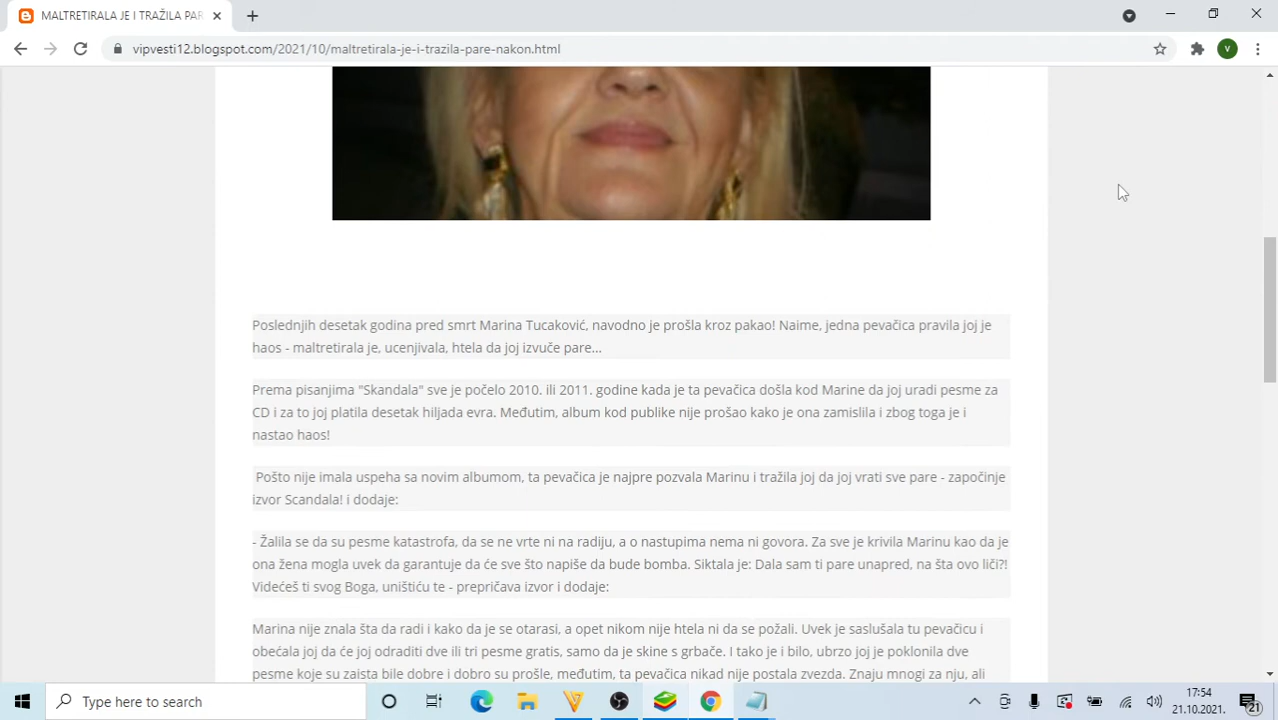 MALTRETIRALA JE I TRAŽILA PAR
vipvesti12.blogspot.com/2021/10/maltretirala-je-i-trazila-pare-nakon.html
V
Poslednjih desetak godina pred smrt Marina Tucaković, navodno je prošla kroz pakao! Naime, jedna pevačica pravila joj je
haos - maltretirala je, ucenjivala, htela da joj izvuče pare...
Prema pisanjima "Skandala" sve je počelo 2010. ili 2011. godine kada je ta pevačica došla kod Marine da joj uradi pesme za
CD i za to joj platila desetak hiljada evra. Međutim, album kod publike nije prošao kako je ona zamislila i zbog toga je i
nastao haos!
Pošto nije imala uspeha sa novim albumom, ta pevačica je najpre pozvala Marinu i tražila joj da joj vrati sve pare - započinje
izvor Scandala! i dodaje:
- Žalila se da su pesme katastrofa, da se ne vrte ni na radiju, a o nastupima nema ni govora. Za sve je krivila Marinu kao da je
ona žena mogla uvek da garantuje da će sve što napiše da bude bomba. Siktala je: Dala sam ti pare unapred, na šta ovo liči?!
Videćeš ti svog Boga, uništiću te - prepričava izvor i dodaje:
Marina nije znala šta da radi i kako da je se otarasi, a opet nikom nije htela ni da se požali. Uvek je saslušala tu pevačicu i
obećala joj da će joj odraditi dve ili tri pesme gratis, samo da je skine s grbače. I tako je i bilo, ubrzo joj je poklonila dve
pesme koje su zaista bile dobre i dobro su prošle, međutim, ta pevačica nikad nije postala zvezda. Znaju mnogi za nju, ali
Type here to search
17:54
21.10.2021.
21